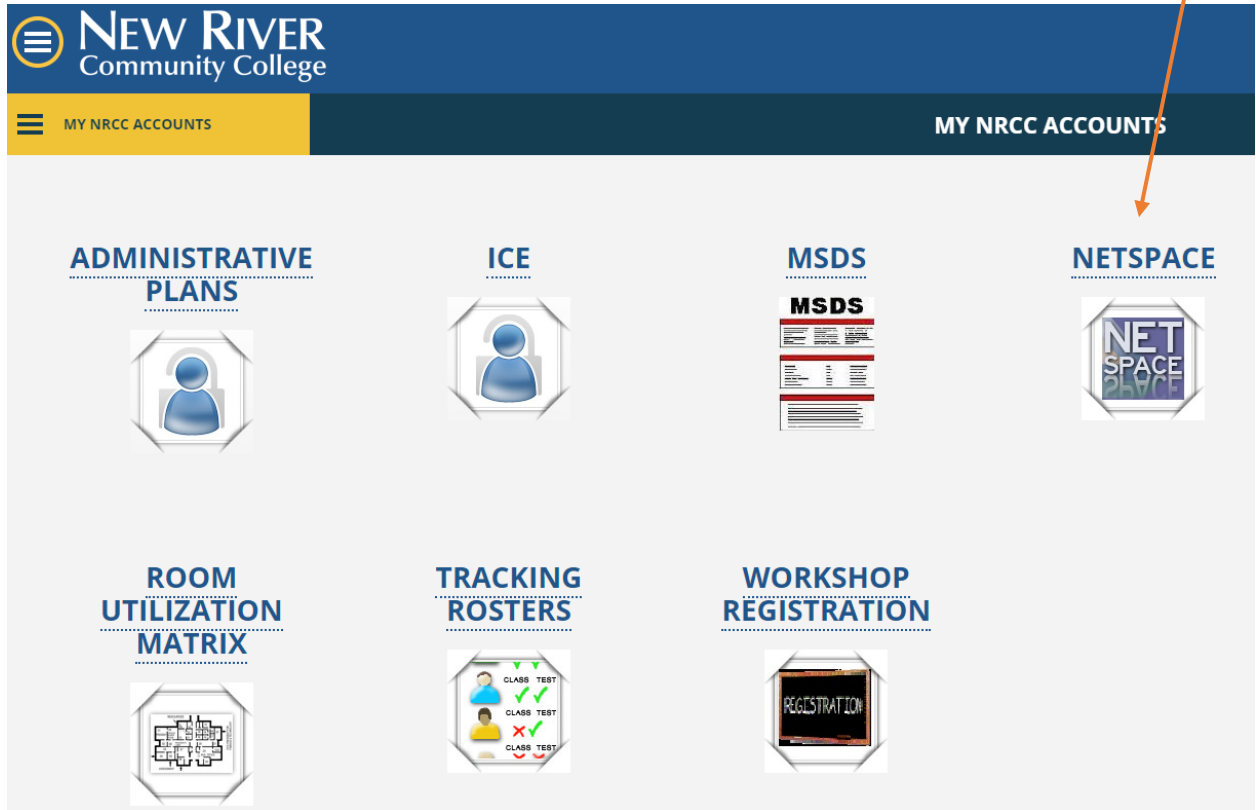 NEW RIVER
Community College
MY NRCC ACCOUNTS
MY NRCC ACCOUNTS
ADMINISTRATIVE
PLANS
ICE
MSDS
MSDS
NETSPACE
NET
SPACE
ROOM
UTILIZATION
MATRIX
TRACKING
ROSTERS
CLASS TEST
CLASS TEST
CLASS TEST
WORKSHOP
REGISTRATION
REGISTRATION